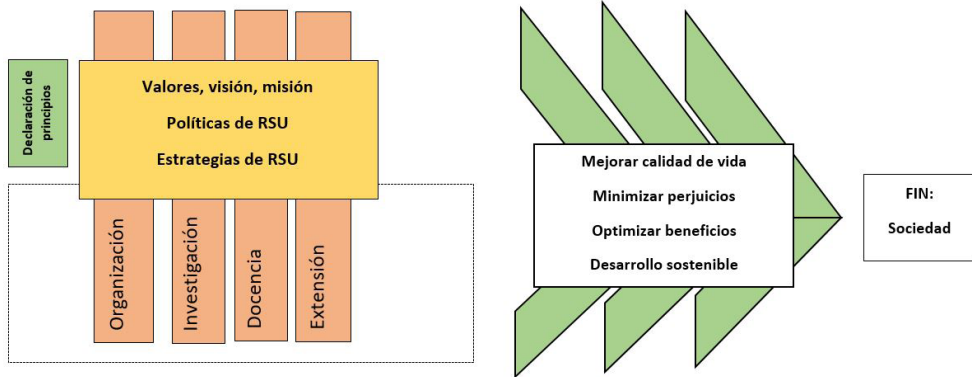 Declaración de
principios
Valores, visión, misión
Políticas de RSU
Estrategias de RSU
Organización
Investigación
Docencia
Extensión
Mejorar calidad de vida
Minimizar perjuicios
Optimizar beneficios
Desarrollo sostenible
FIN:
Sociedad